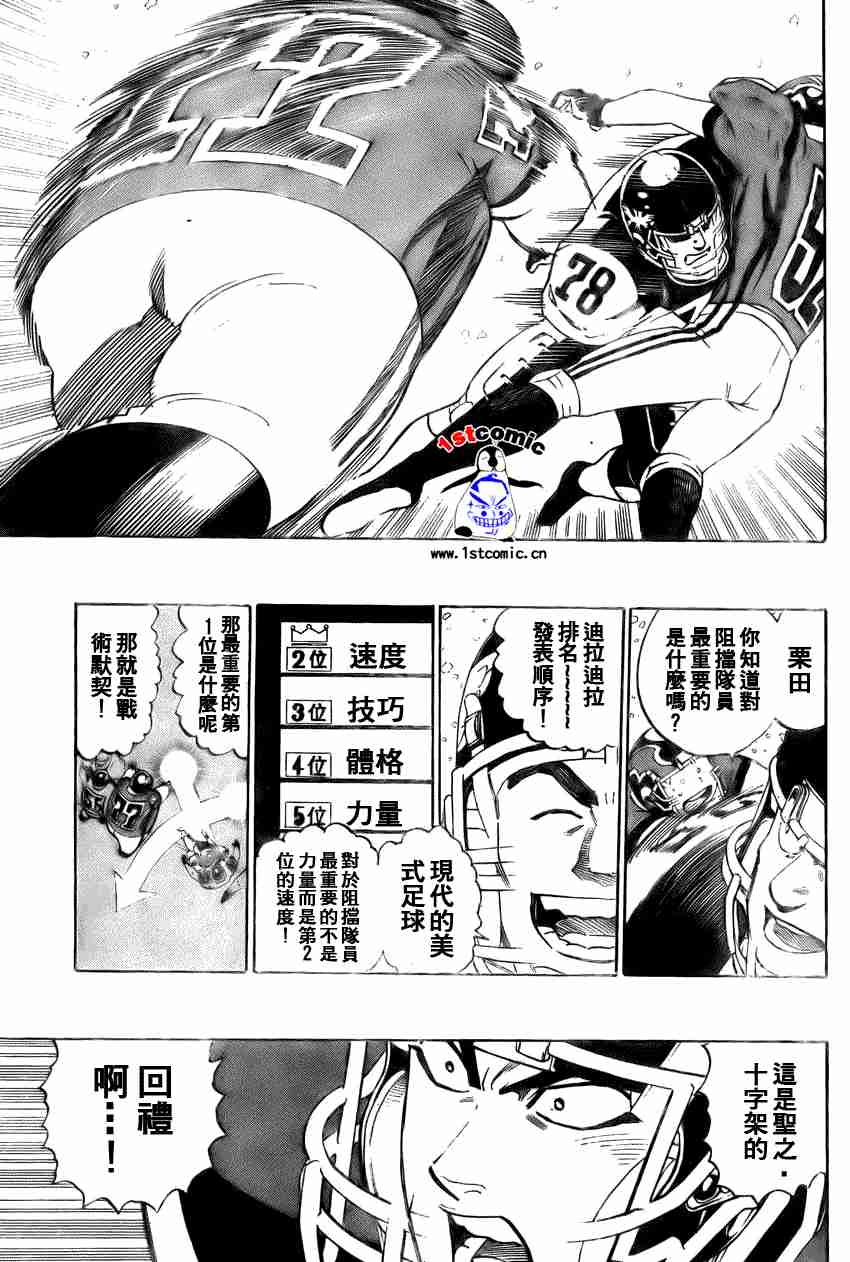 78
1stcomic
www.1stcomic.cn
栗田
你知道對
阻擋隊員
最重要的
是什麼嗎?
迪拉迪拉
排名~~~~~
發表順序!
2位 速度
3位 技巧
4位 體格
5位 力量
現代的美
式足球
對於阻擋隊員
最重要的不是
力量而是第2
位的速度!
那最重要的第
1位是什麼呢
那就是戰
術默契!
這是聖之.
十字架的
回禮
啊…!